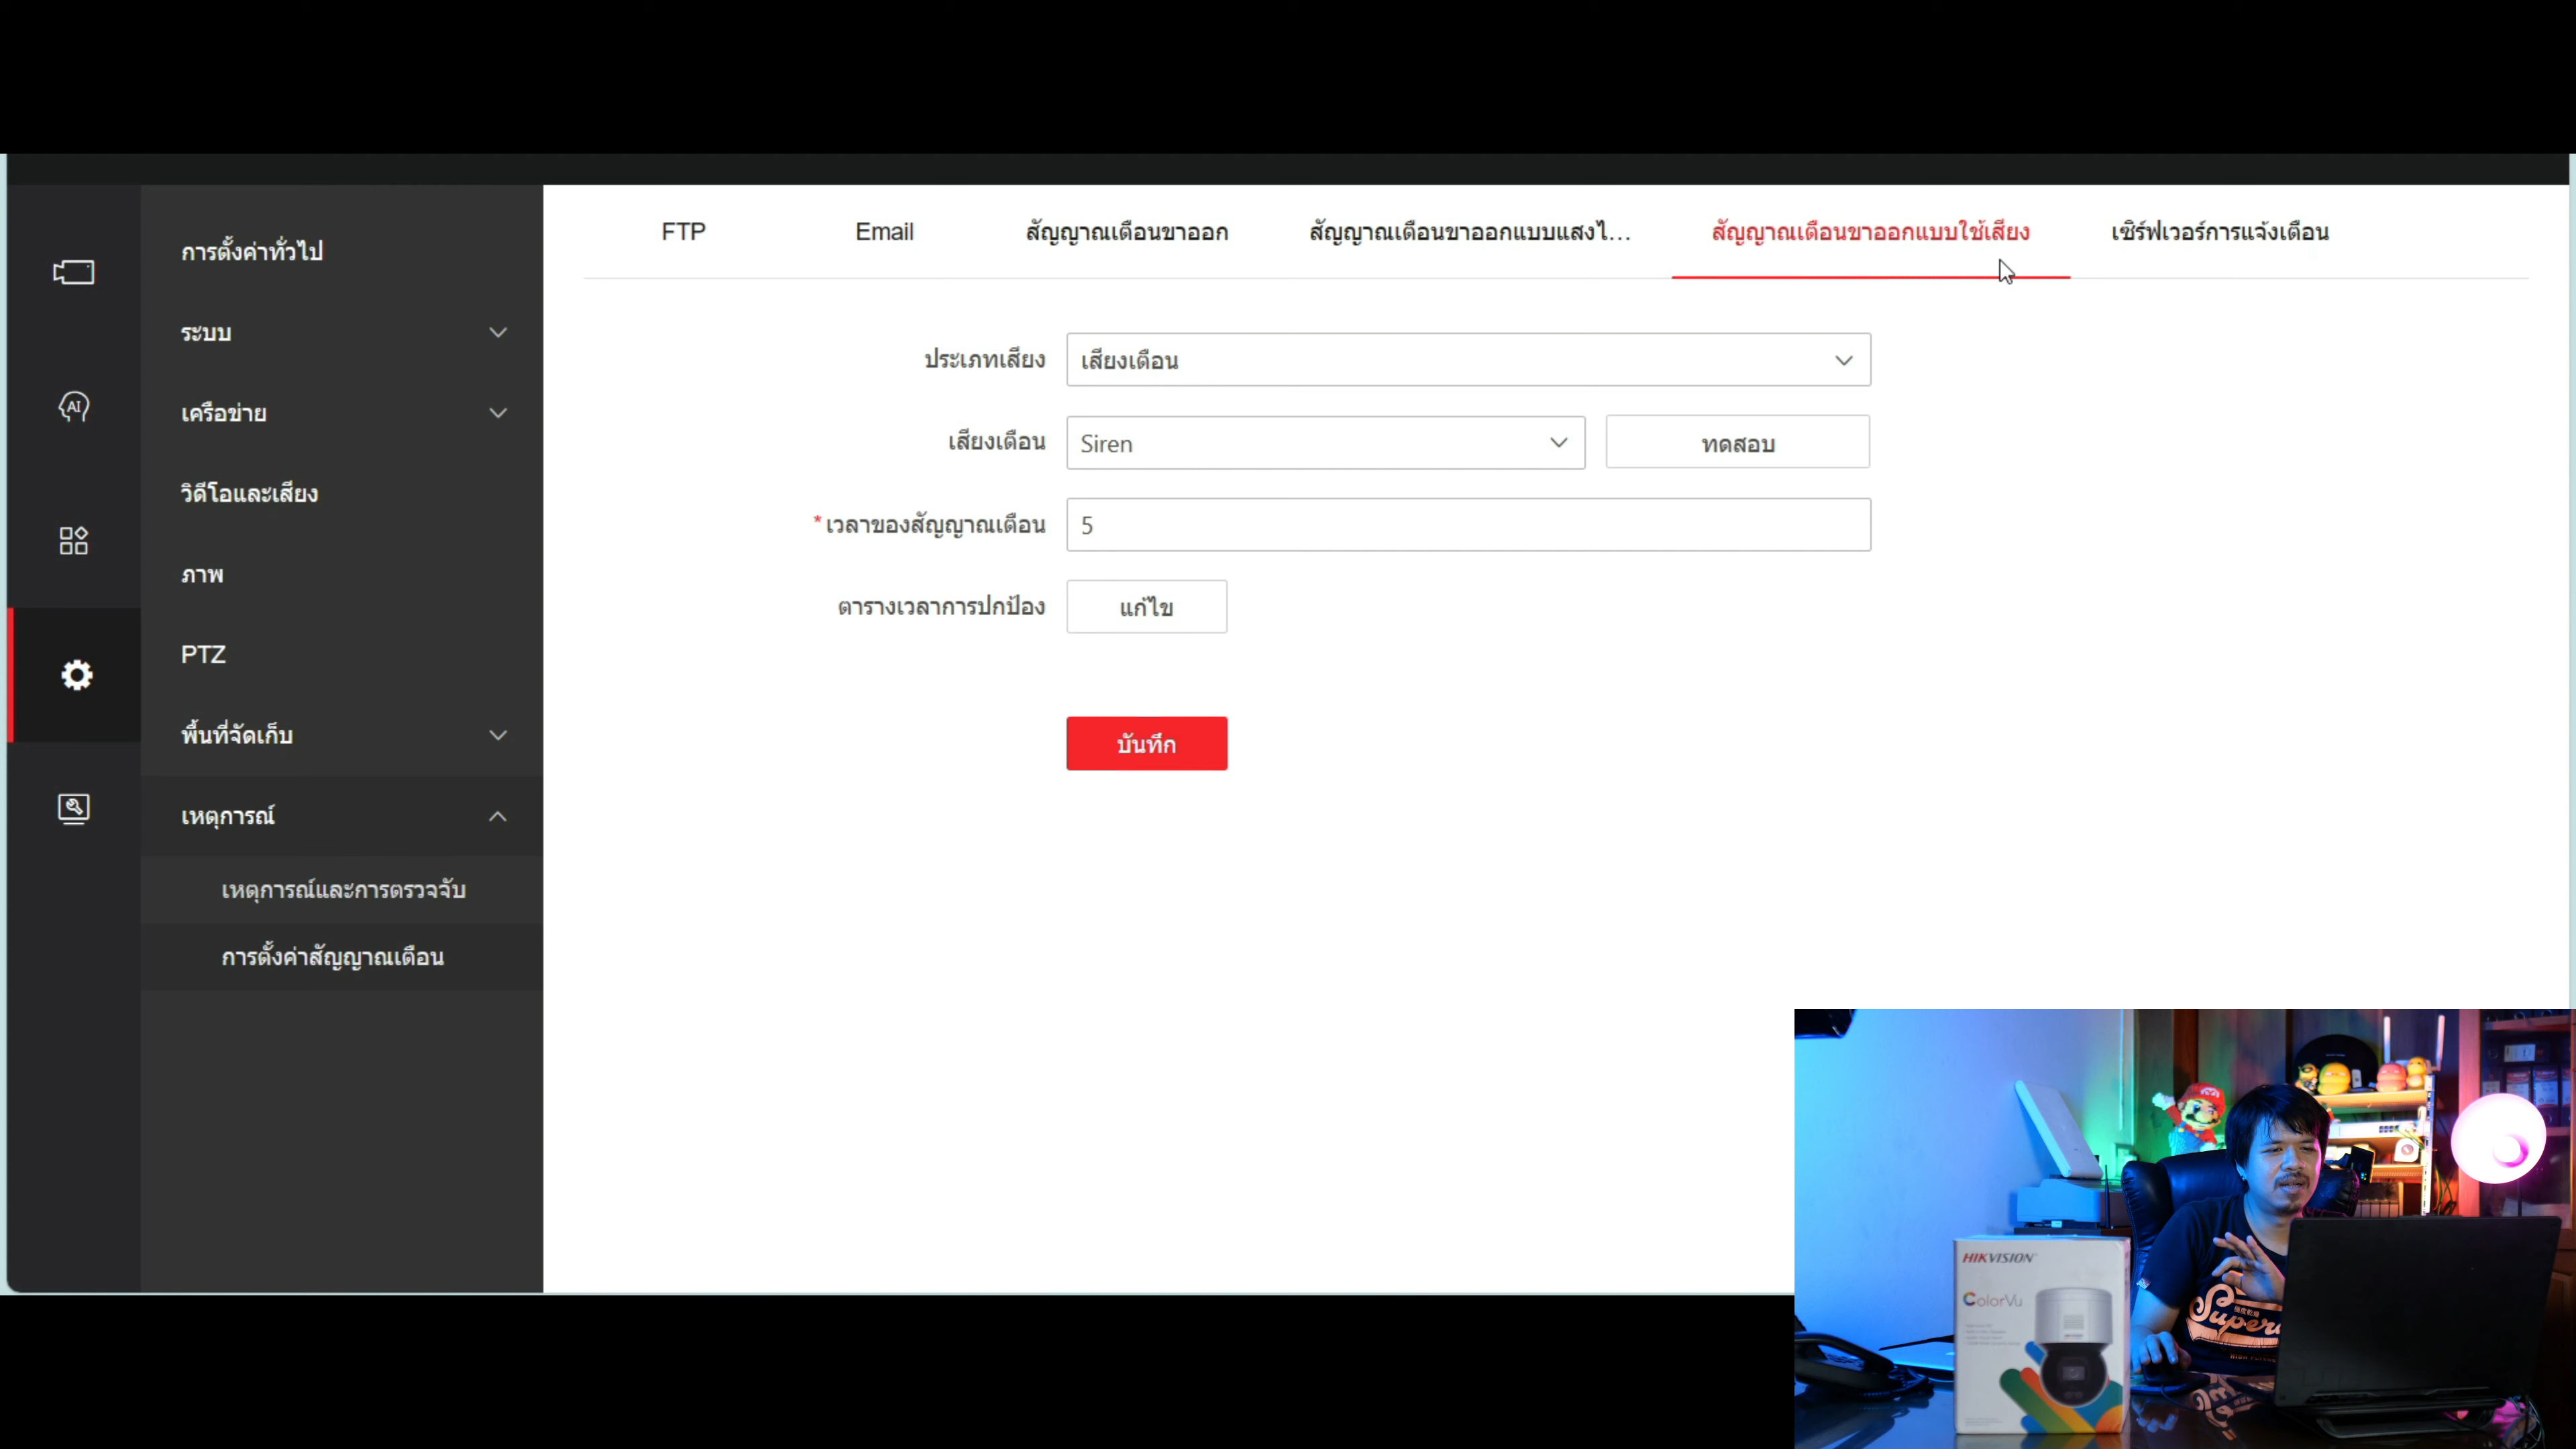 FTP
Email
สัญญาณเตือนขาออก
สัญญาณเตือนขาออกแบบแสงไ...
สัญญาณเตือนขาออกแบบใช้เสียง
เซิร์ฟเวอร์การแจ้งเตือน
การตั้งค่าทั่วไป
ระบบ
เครือข่าย
วิดีโอและเสียง
ภาพ
PTZ
พื้นที่จัดเก็บ
เหตุการณ์
เหตุการณ์และการตรวจจับ
การตั้งค่าสัญญาณเตือน
AI
ประเภทเสียง เสียงเตือน
เสียงเตือน Siren ทดสอบ
* เวลาของสัญญาณเตือน 5
ตารางเวลาการปกป้อง แก้ไข
บันทึก
HIKVISION
ColorVu